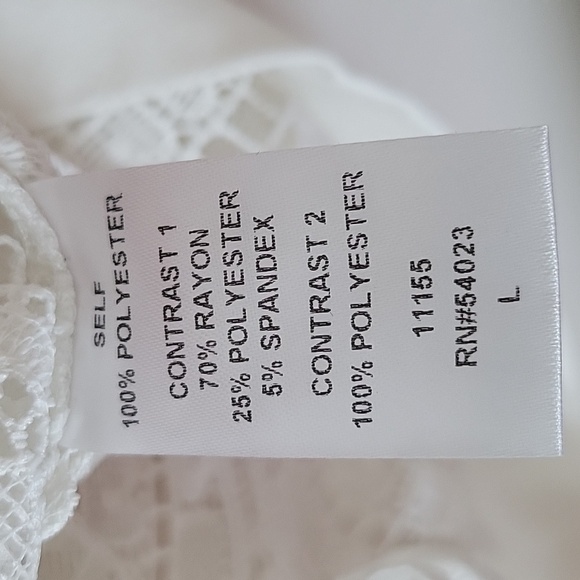 SELF
100% POLYESTER
CONTRAST 1
70% RAYON
25% POLYESTER
5% SPANDEX
CONTRAST 2
100% POLYESTER
11155
RN#54023
L